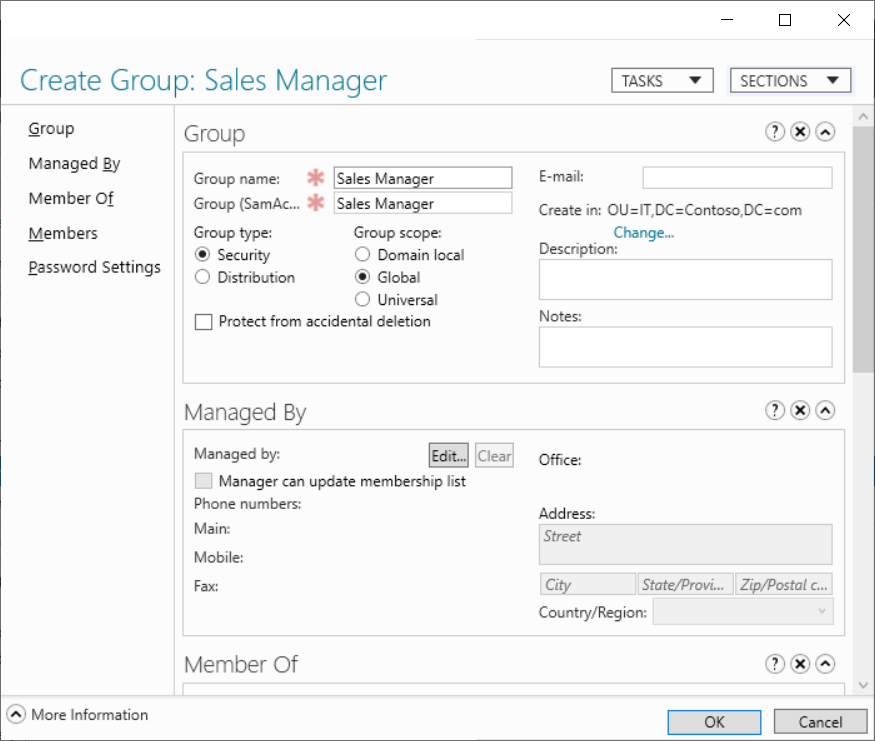 Create Group: Sales Manager
TASKS
SECTIONS
Group
Managed By
Member Of
Members
Password Settings
Group
Group name:
Sales Manager
Group (SamAc...
Sales Manager
Group type:
Group scope:
Security
Domain local
Distribution
Global
Universal
Protect from accidental deletion
E-mail:
Create in: OU=IT,DC=Contoso,DC=com
Change...
Description:
Notes:
Managed By
Managed by:
Edit...
Clear
Manager can update membership list
Phone numbers:
Main:
Mobile:
Fax:
Office:
Address:
Street
City
State/Provi...
Zip/Postal c...
Country/Region:
Member Of
More Information
OK
Cancel